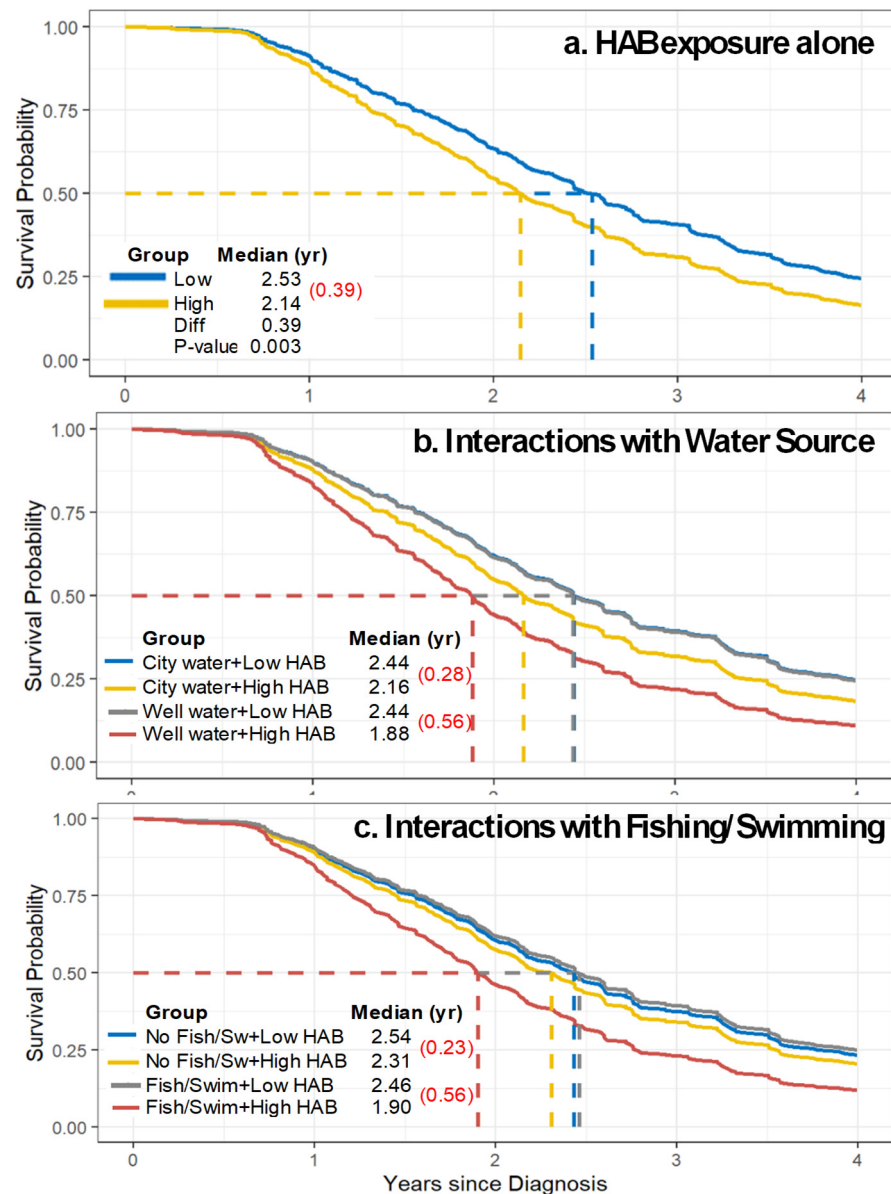 a. HABexposure alone
Survival Probability
1.00
0.75
0.50
0.25
0.00
Group Median (yr)
Low 2.53
(0.39)
High 2.14
Diff 0.39
P-value 0.003
0 1 2 3 4
b. Interactions with Water Source
Survival Probability
1.00
0.75
0.50
0.25
0.00
Group Median (yr)
City water+Low HAB 2.44
(0.28)
City water+High HAB 2.16
Well water+Low HAB 2.44
(0.56)
Well water+High HAB 1.88
0 1 2 3 4
c. Interactions with Fishing/Swimming
Survival Probability
1.00
0.75
0.50
0.25
0.00
Group Median (yr)
No Fish/Sw+Low HAB 2.54
(0.23)
No Fish/Sw+High HAB 2.31
Fish/Swim+Low HAB 2.46
(0.56)
Fish/Swim+High HAB 1.90
0 1 2 3 4
Years since Diagnosis